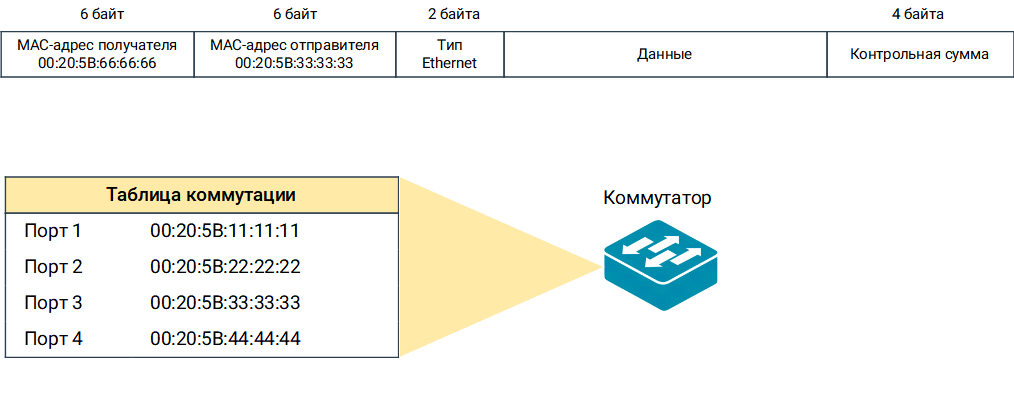 6 байт 6 байт 2 байта 4 байта
MAC-адрес получателя MAC-адрес отправителя Тип Данные Контрольная сумма
00:20:5B:66:66:66 00:20:5B:33:33:33 Ethernet
Таблица коммутации
Порт 1 00:20:5B:11:11:11
Порт 2 00:20:5B:22:22:22
Порт 3 00:20:5B:33:33:33
Порт 4 00:20:5B:44:44:44
Коммутатор